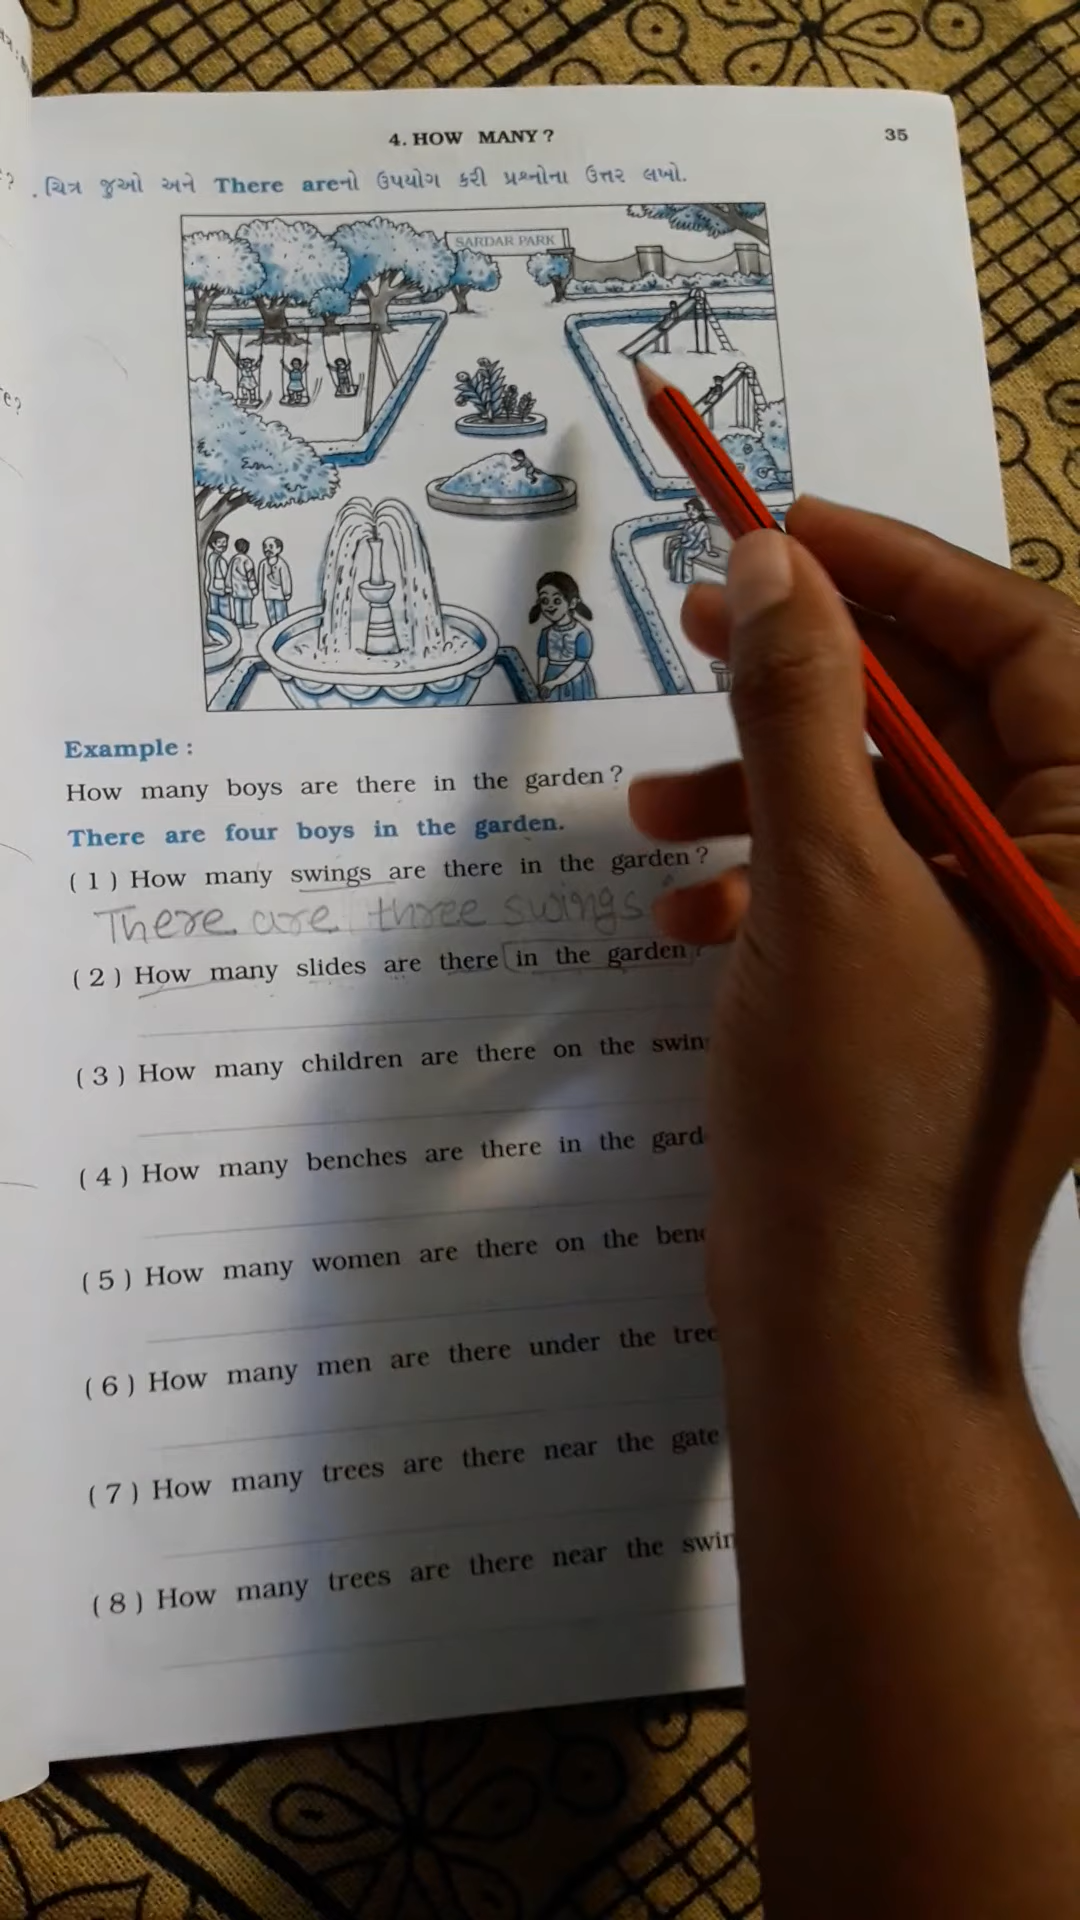 4. HOW MANY ?
35
ચિત્ર જુઓ અને There areનો ઉપયોગ કરી પ્રશ્નોના ઉત્તર લખો.
SARDAR PARK
Example :
How many boys are there in the garden ?
There are four boys in the garden.
( 1 ) How many swings are there in the garden ?
There are three swings
( 2 ) How many slides are there in the garden ?
( 3 ) How many children are there on the
( 4 ) How many benches are there in the
( 5 ) How many women are there on the
( 6 ) How many men are there under the
( 7 ) How many trees are there near the gate
( 8 ) How many trees are there near the